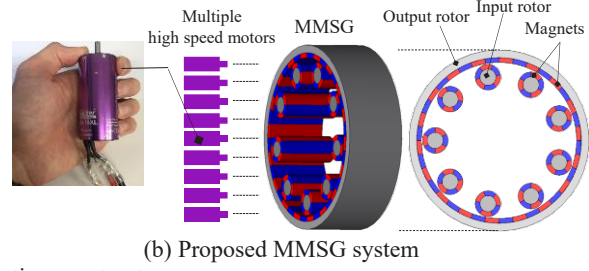 Multiple
high speed motors
MMSG
Output rotor
Input rotor
Magnets
(b) Proposed MMSG system